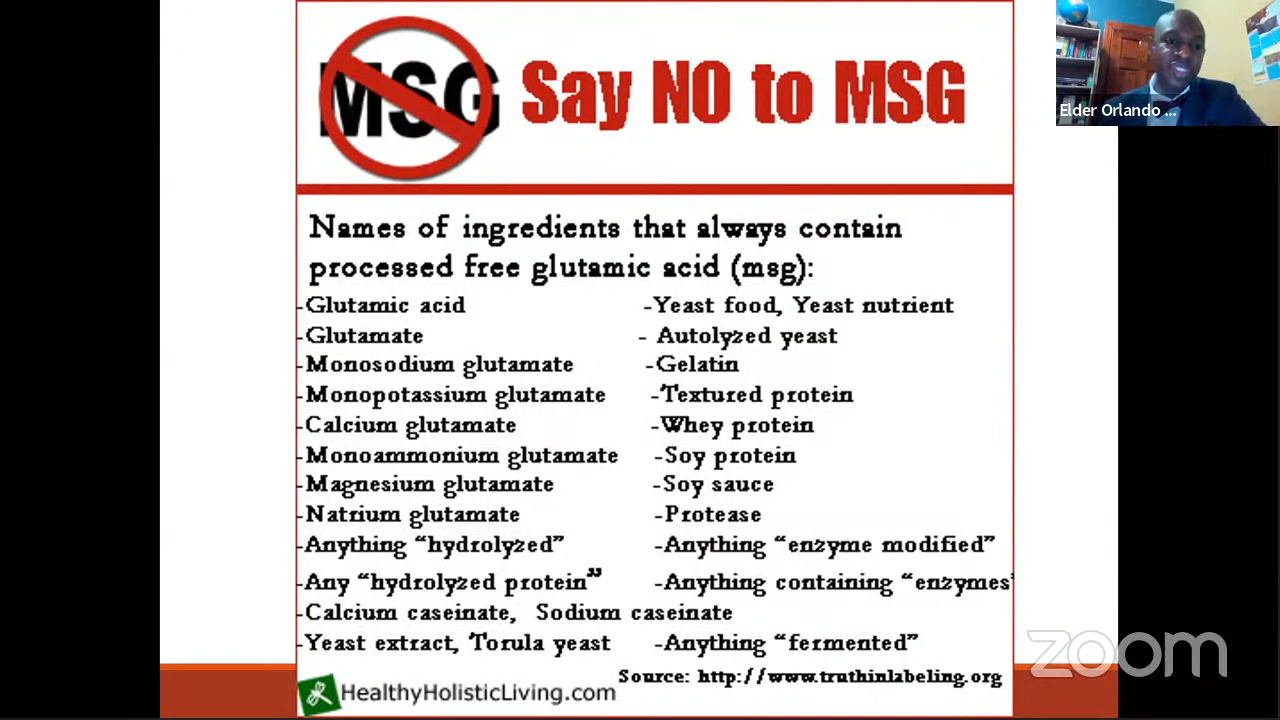 MSG Say NO to MSG
Elder Orlando ...
Names of ingredients that always contain
processed free glutamic acid (msg):
-Glutamic acid -Yeast food, Yeast nutrient
-Glutamate - Autolyzed yeast
-Monosodium glutamate -Gelatin
-Monopotassium glutamate -Textured protein
-Calcium glutamate -Whey protein
-Monoammonium glutamate -Soy protein
-Magnesium glutamate -Soy sauce
-Natrium glutamate -Protease
-Anything “hydrolyzed” -Anything “enzyme modified”
-Any “hydrolyzed protein” -Anything containing “enzymes”
-Calcium caseinate, Sodium caseinate
-Yeast extract, Torula yeast -Anything “fermented”
Source: http://www.truthinlabeling.org
HealthyHolisticLiving.com
zoom